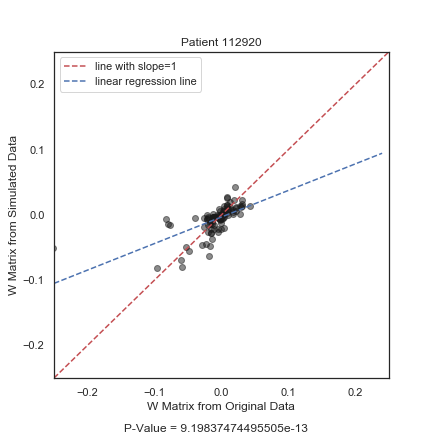 Patient 112920
line with slope=1
linear regression line
W Matrix from Simulated Data
0.2
0.1
0.0
−0.1
−0.2
−0.2
−0.1
0.0
0.1
0.2
W Matrix from Original Data
P-Value = 9.19837474495505e-13